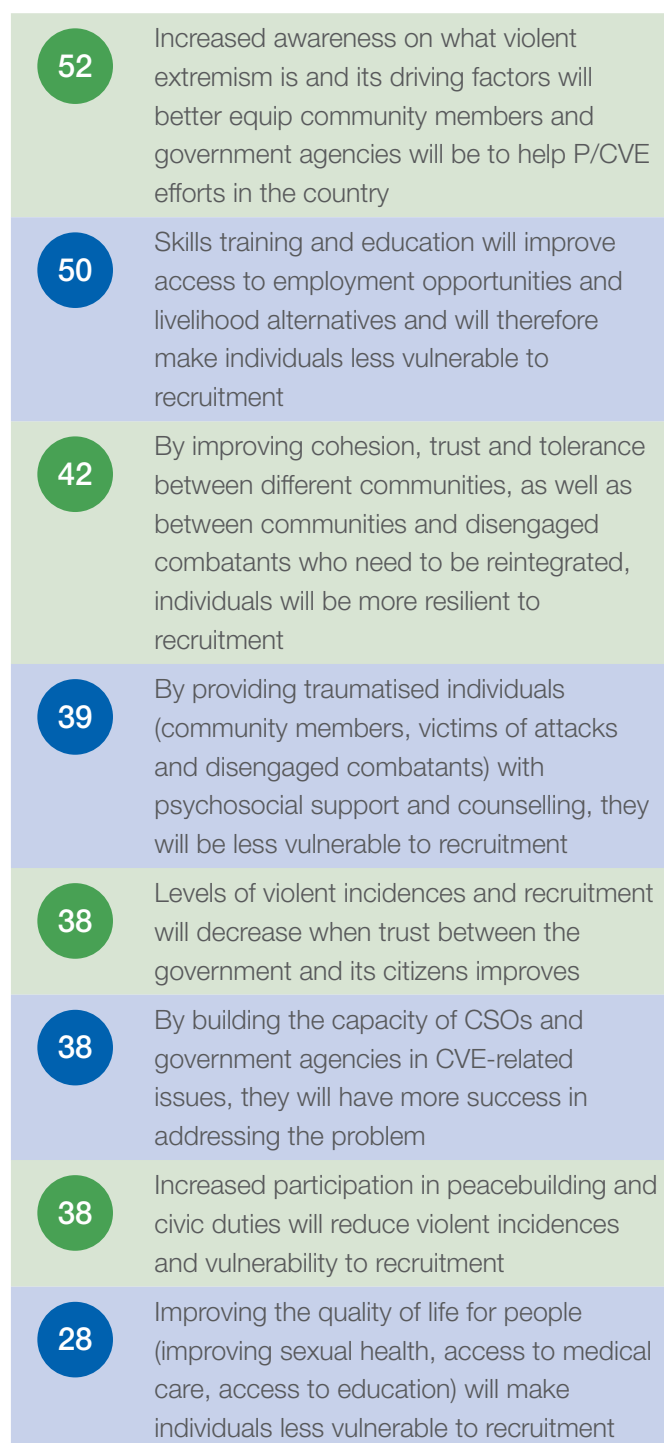 52
Increased awareness on what violent
extremism is and its driving factors will
better equip community members and
government agencies will be to help P/CVE
efforts in the country
50
Skills training and education will improve
access to employment opportunities and
livelihood alternatives and will therefore
make individuals less vulnerable to
recruitment
42
By improving cohesion, trust and tolerance
between different communities, as well as
between communities and disengaged
combatants who need to be reintegrated,
individuals will be more resilient to
recruitment
39
By providing traumatised individuals
(community members, victims of attacks
and disengaged combatants) with
psychosocial support and counselling, they
will be less vulnerable to recruitment
38
Levels of violent incidences and recruitment
will decrease when trust between the
government and its citizens improves
38
By building the capacity of CSOs and
government agencies in CVE-related
issues, they will have more success in
addressing the problem
38
Increased participation in peacebuilding and
civic duties will reduce violent incidences
and vulnerability to recruitment
28
Improving the quality of life for people
(improving sexual health, access to medical
care, access to education) will make
individuals less vulnerable to recruitment